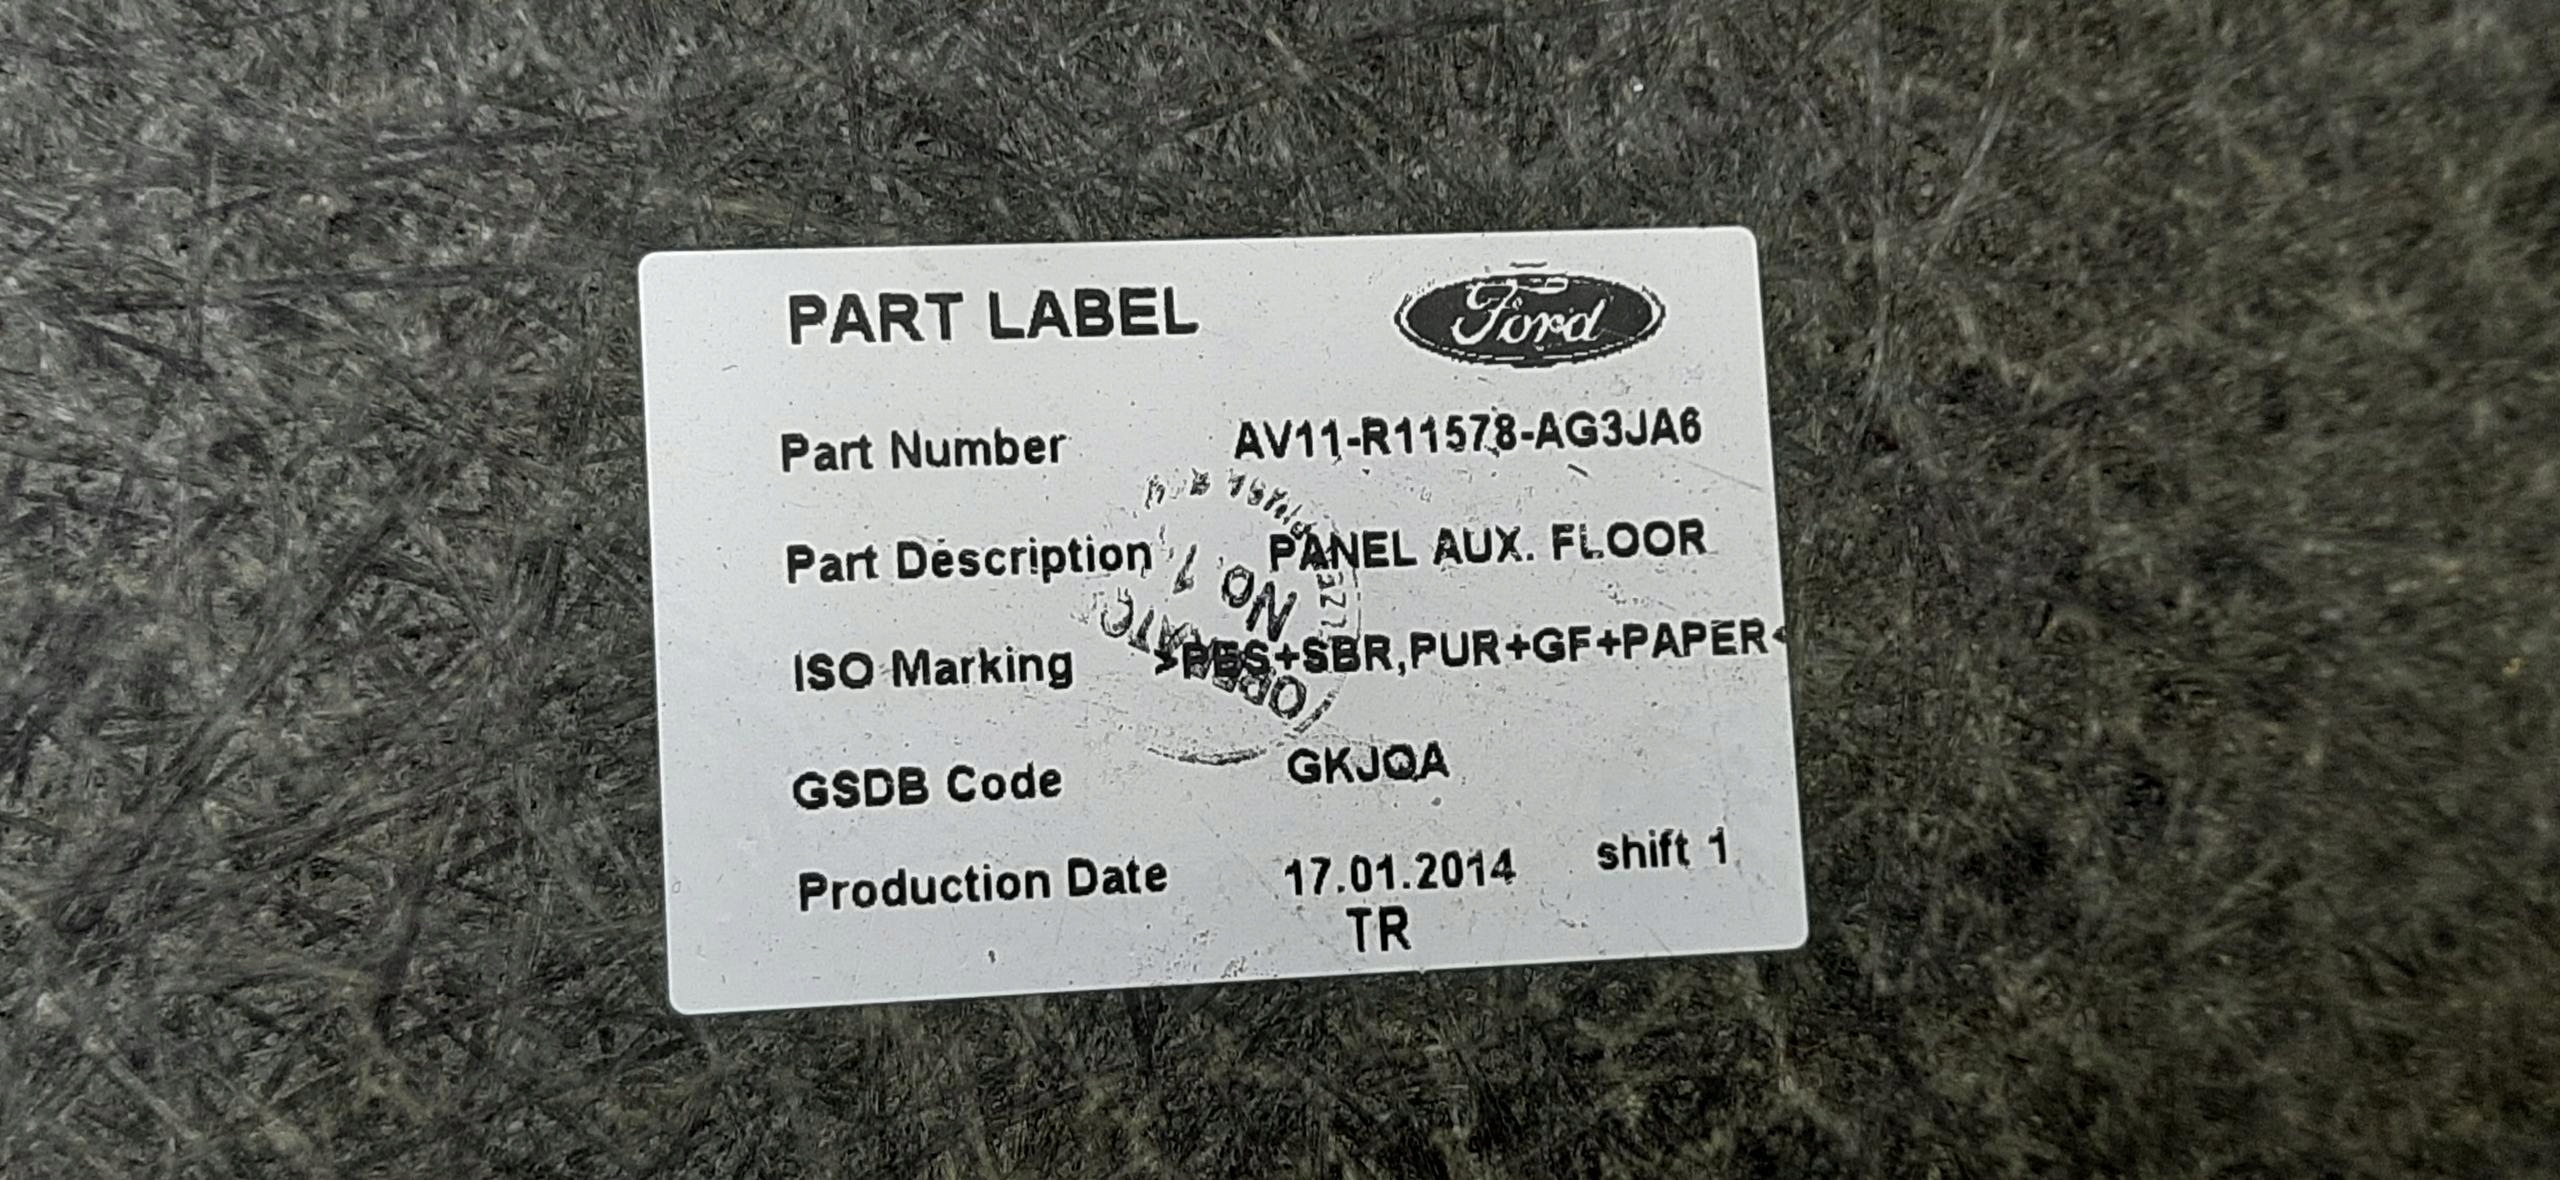 PART LABEL Ford
Part Number AV11-R11578-AG3JA6
Part Description PANEL AUX. FLOOR
No
ISO Marking >PES+SBR,PUR+GF+PAPER<
GSDB Code GKJQA
Production Date 17.01.2014 shift 1
TR